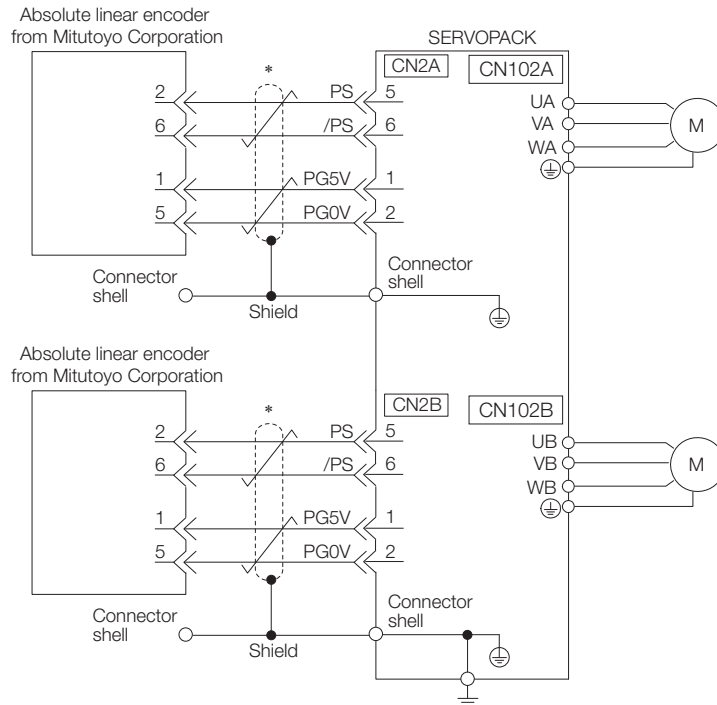 Absolute linear encoder
from Mitutoyo Corporation
SERVOPACK
*
CN2A
CN102A
2 PS 5
6 /PS 6
1 PG5V 1
5 PG0V 2
UA
VA
WA
M
Connector
shell
Connector
shell
Shield
Absolute linear encoder
from Mitutoyo Corporation
*
CN2B
CN102B
2 PS 5
6 /PS 6
1 PG5V 1
5 PG0V 2
UB
VB
WB
M
Connector
shell
Connector
shell
Shield